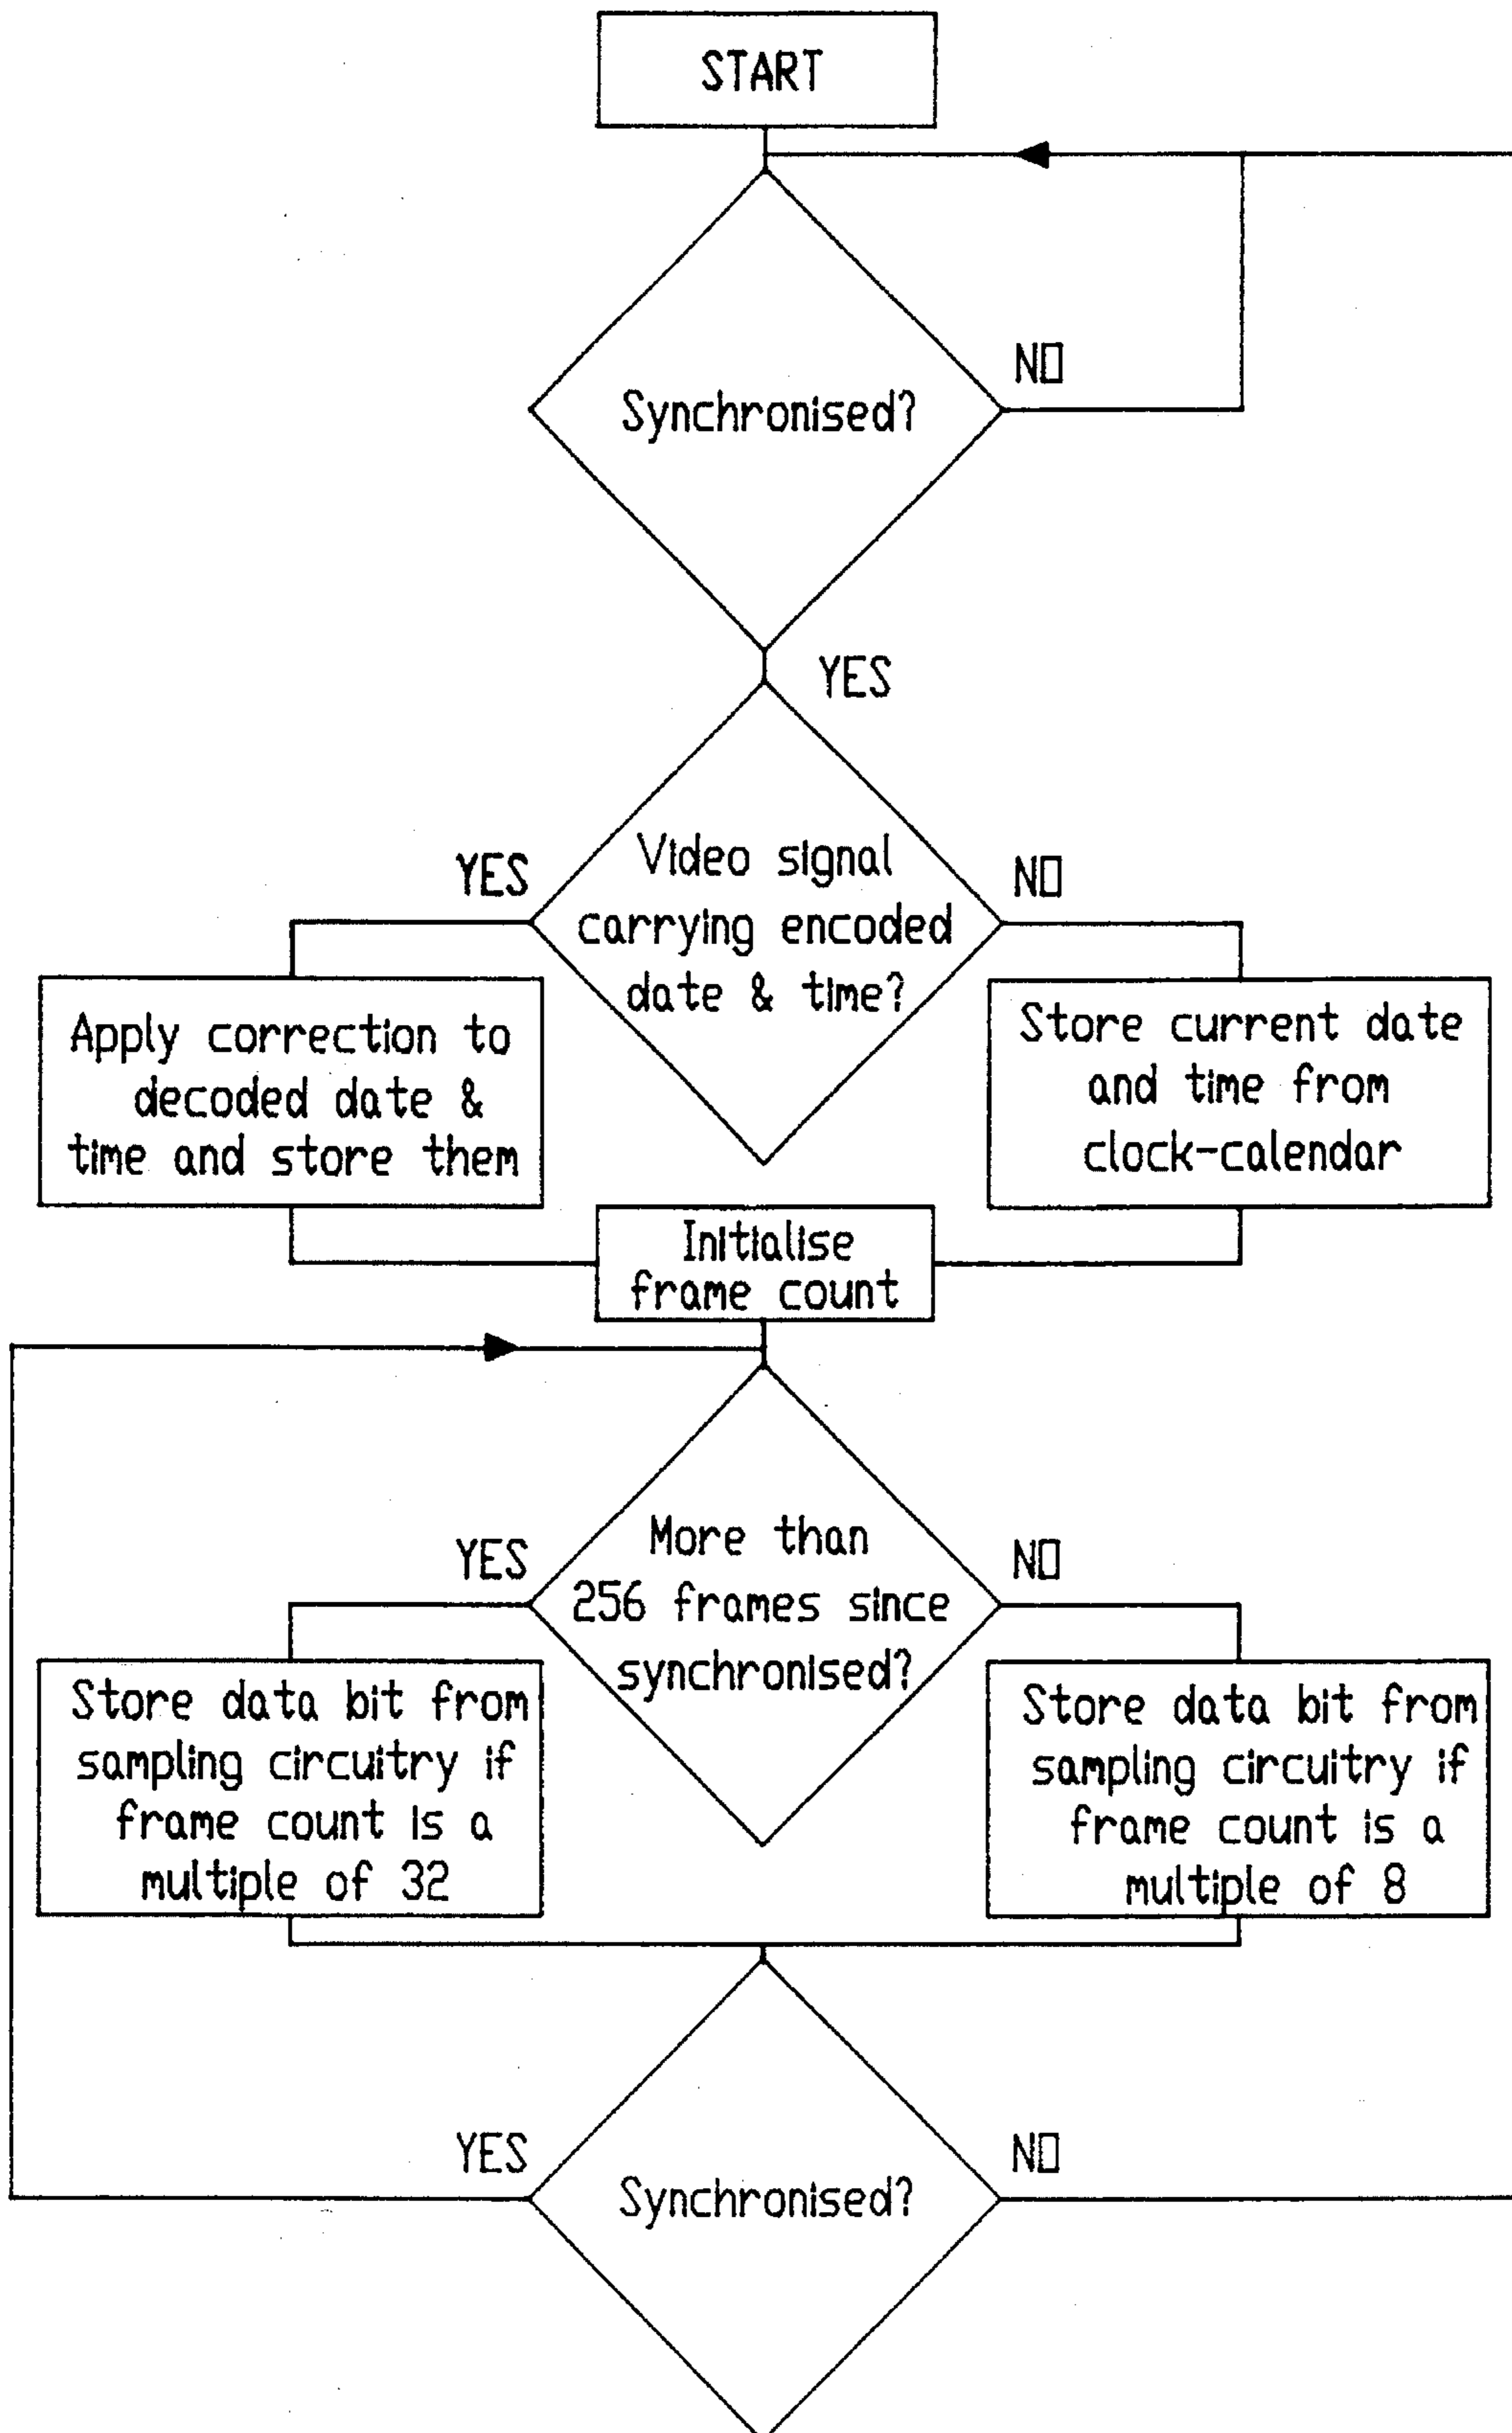 START
NO
Synchronised?
YES
YES
Video signal
carrying encoded
date & time?
NO
Apply correction to
decoded date &
time and store them
Store current date
and time from
clock-calendar
Initialise
frame count
YES
More than
256 frames since
synchronised?
NO
Store data bit from
sampling circuitry if
frame count is a
multiple of 32
Store data bit from
sampling circuitry if
frame count is a
multiple of 8
YES
Synchronised?
NO